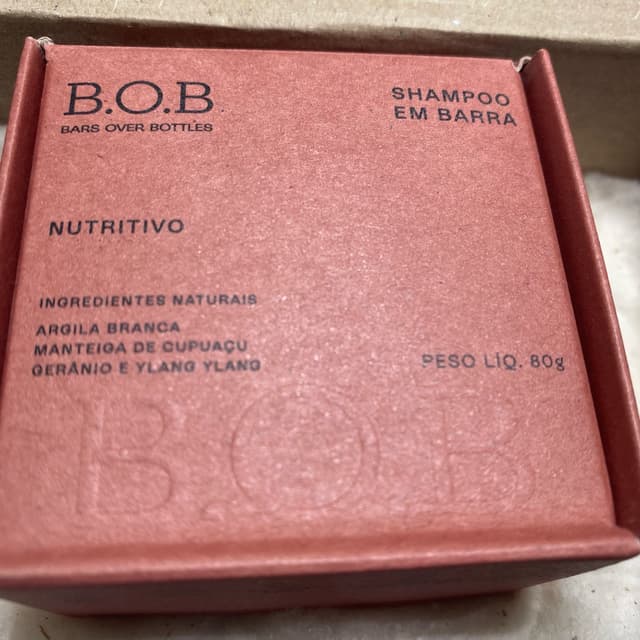 B.O.B
BARS OVER BOTTLES
SHAMPOO
EM BARRA
NUTRITIVO
INGREDIENTES NATURAIS
ARGILA BRANCA
MANTEIGA DE CUPUAÇU
GERÂNIO E YLANG YLANG
PESO LÍQ. 80g
B.O.B